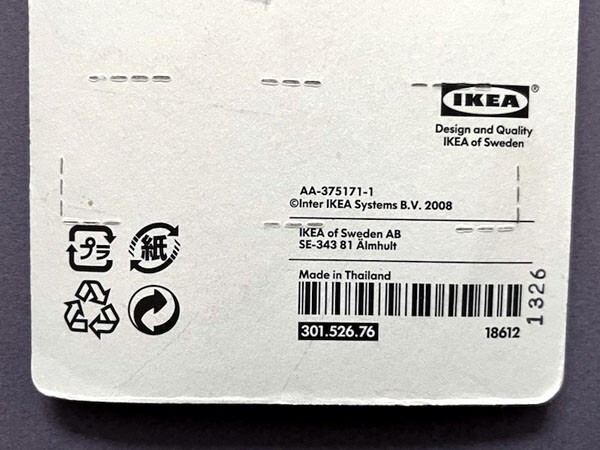 IKEA®
Design and Quality
IKEA of Sweden
AA-375171-1
©Inter IKEA Systems B.V. 2008
IKEA of Sweden AB
SE-343 81 Älmhult
プラ
紙
Made in Thailand
301.526.76
18612
1326